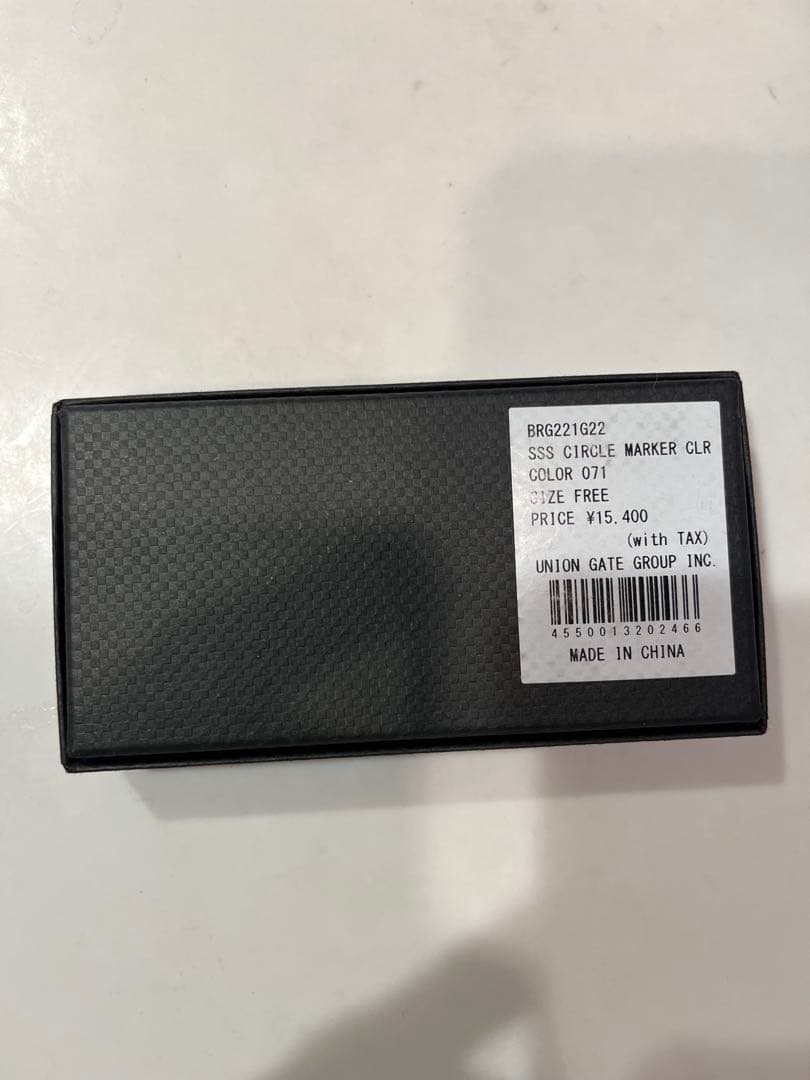 BRG221G22
SSS CIRCLE MARKER CLR
COLOR 071
SIZE FREE
PRICE ¥15.400
(with TAX)
UNION GATE GROUP INC.
4550013202466
MADE IN CHINA